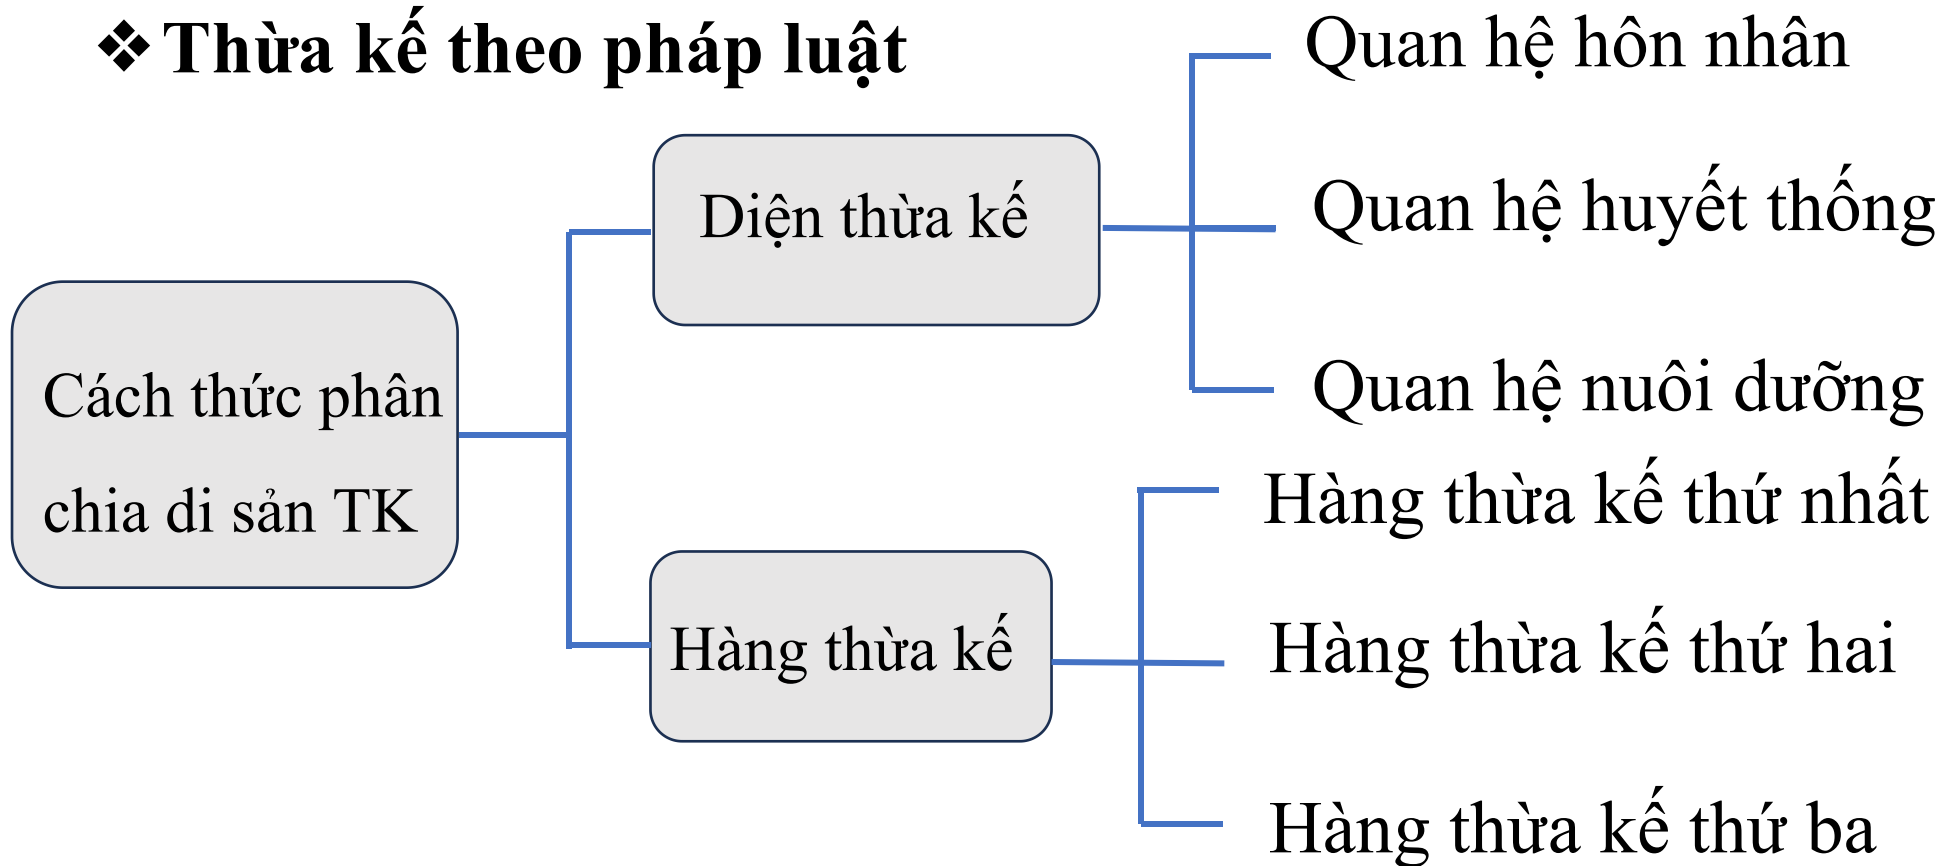 ❖ Thừa kế theo pháp luật
Cách thức phân
chia di sản TK
Diện thừa kế
Quan hệ hôn nhân
Quan hệ huyết thống
Quan hệ nuôi dưỡng
Hàng thừa kế
Hàng thừa kế thứ nhất
Hàng thừa kế thứ hai
Hàng thừa kế thứ ba